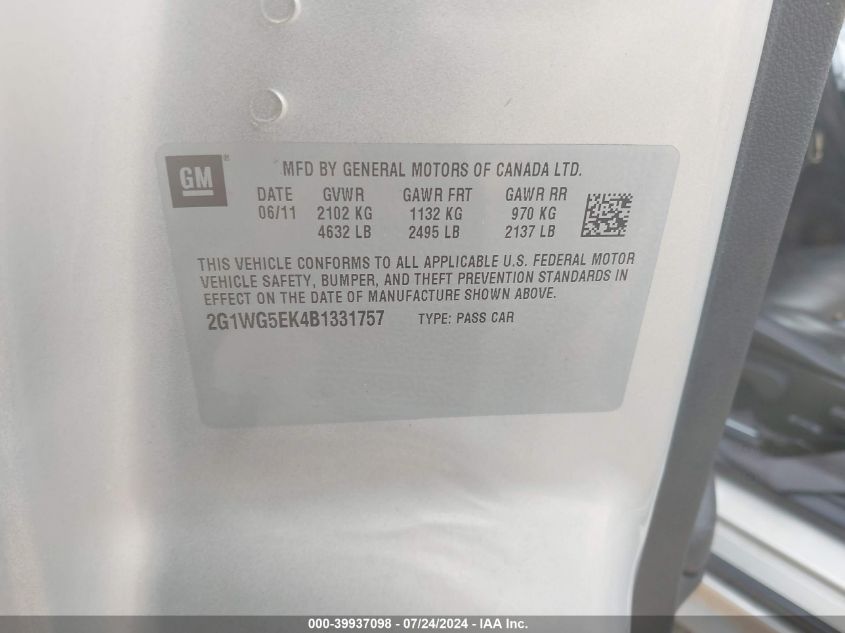 GM®
MFD BY GENERAL MOTORS OF CANADA LTD.
DATE GVWR GAWR FRT GAWR RR
06/11 2102 KG 1132 KG 970 KG
4632 LB 2495 LB 2137 LB
THIS VEHICLE CONFORMS TO ALL APPLICABLE U.S. FEDERAL MOTOR
VEHICLE SAFETY, BUMPER, AND THEFT PREVENTION STANDARDS IN
EFFECT ON THE DATE OF MANUFACTURE SHOWN ABOVE.
2G1WG5EK4B1331757 TYPE: PASS CAR
000-39937098 - 07/24/2024 - IAA Inc.